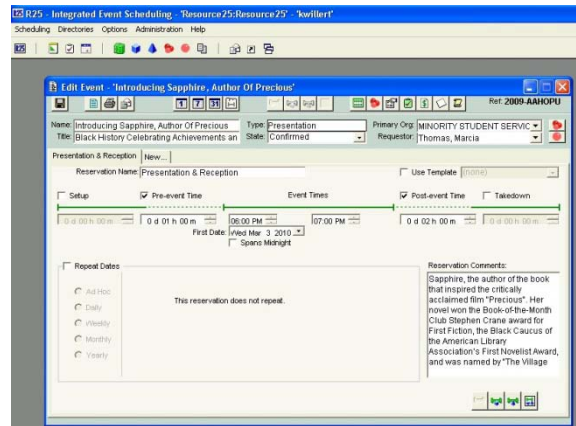 R25 - Integrated Event Scheduling - 'Resource25:Resource25' - 'kwillert'
Scheduling Directories Options Administration Help
R25
Edit Event - 'Introducing Sapphire, Author Of Precious'
1 7 31
Ref: 2009-AAHOPU
Name: Introducing Sapphire, Author Of Precious Type: Presentation Primary Org: MINORITY STUDENT SERVIC
Title: Black History Celebrating Achievements an State: Confirmed Requestor: Thomas, Marcia
Presentation & Reception New...
Reservation Name: Presentation & Reception Use Template (none)
Setup Pre-event Time Event Times Post-event Time Takedown
0 d 00 h 00 m 0 d 01 h 00 m 06:00 PM 07:00 PM 0 d 02 h 00 m 0 d 00 h 00 m
First Date: Wed Mar 3 2010
Spans Midnight
Repeat Dates
Ad Hoc
Daily
Weekly
Monthly
Yearly
This reservation does not repeat.
Reservation Comments:
Sapphire, the author of the book
that inspired the critically
acclaimed film "Precious". Her
novel won the Book-of-the-Month
Club Stephen Crane award for
First Fiction, the Black Caucus of
the American Library
Association's First Novelist Award,
and was named by "The Village